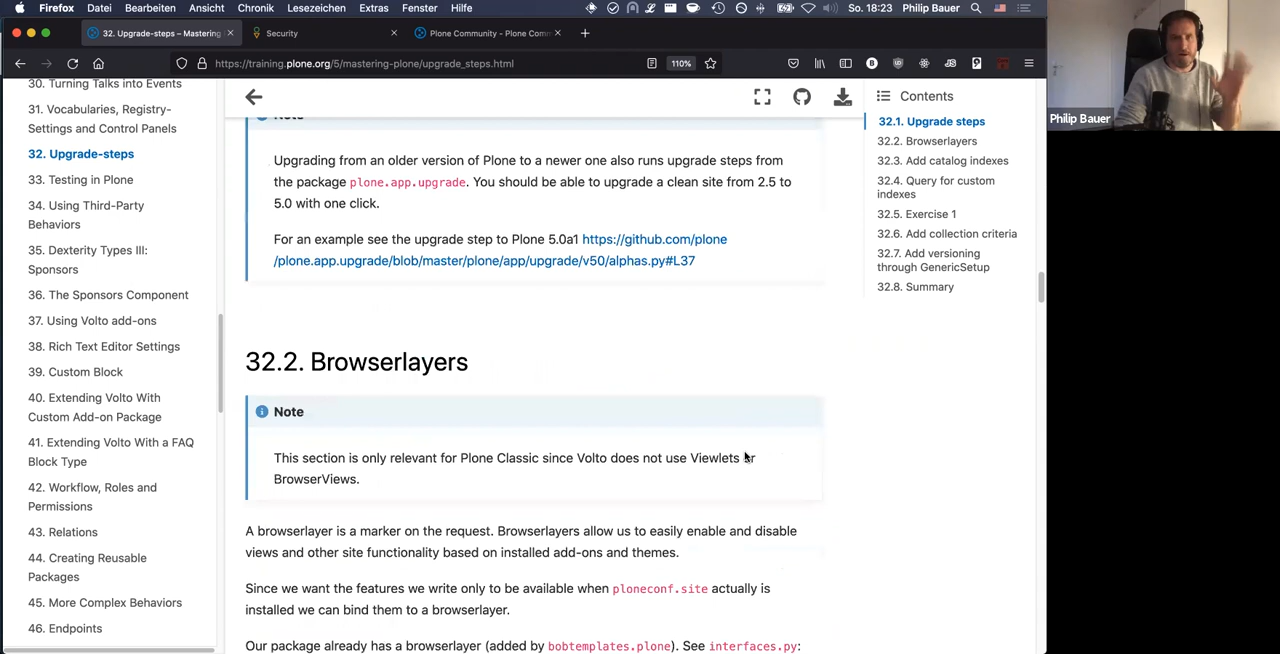 Firefox Datei Bearbeiten Ansicht Chronik Lesezeichen Extras Fenster Hilfe So. 18:23 Philip Bauer
32. Upgrade-steps – Mastering
Security
Plone Community - Plone Com
https://training.plone.org/5/mastering-plone/upgrade_steps.html
110%
30. Turning Talks into Events
31. Vocabularies, Registry-
Settings and Control Panels
32. Upgrade-steps
33. Testing in Plone
34. Using Third-Party
Behaviors
35. Dexterity Types III:
Sponsors
36. The Sponsors Component
37. Using Volto add-ons
38. Rich Text Editor Settings
39. Custom Block
40. Extending Volto With
Custom Add-on Package
41. Extending Volto With a FAQ
Block Type
42. Workflow, Roles and
Permissions
43. Relations
44. Creating Reusable
Packages
45. More Complex Behaviors
46. Endpoints
Note
Upgrading from an older version of Plone to a newer one also runs upgrade steps from
the package plone.app.upgrade. You should be able to upgrade a clean site from 2.5 to
5.0 with one click.
For an example see the upgrade step to Plone 5.0a1 https://github.com/plone
/plone.app.upgrade/blob/master/plone/app/upgrade/v50/alphas.py#L37
32.2. Browserlayers
Note
This section is only relevant for Plone Classic since Volto does not use Viewlets or
BrowserViews.
A browserlayer is a marker on the request. Browserlayers allow us to easily enable and disable
views and other site functionality based on installed add-ons and themes.
Since we want the features we write only to be available when ploneconf.site actually is
installed we can bind them to a browserlayer.
Our package already has a browserlayer (added by bobtemplates.plone). See interfaces.py:
Contents
32.1. Upgrade steps
32.2. Browserlayers
32.3. Add catalog indexes
32.4. Query for custom
indexes
32.5. Exercise 1
32.6. Add collection criteria
32.7. Add versioning
through GenericSetup
32.8. Summary
Philip Bauer